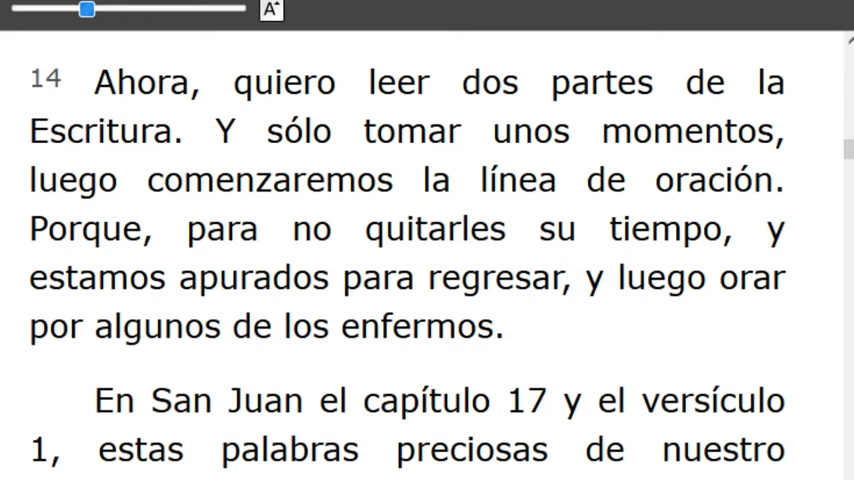 A
14 Ahora, quiero leer dos partes de la
Escritura. Y sólo tomar unos momentos,
luego comenzaremos la línea de oración.
Porque, para no quitarles su tiempo, y
estamos apurados para regresar, y luego orar
por algunos de los enfermos.
En San Juan el capítulo 17 y el versículo
1, estas palabras preciosas de nuestro